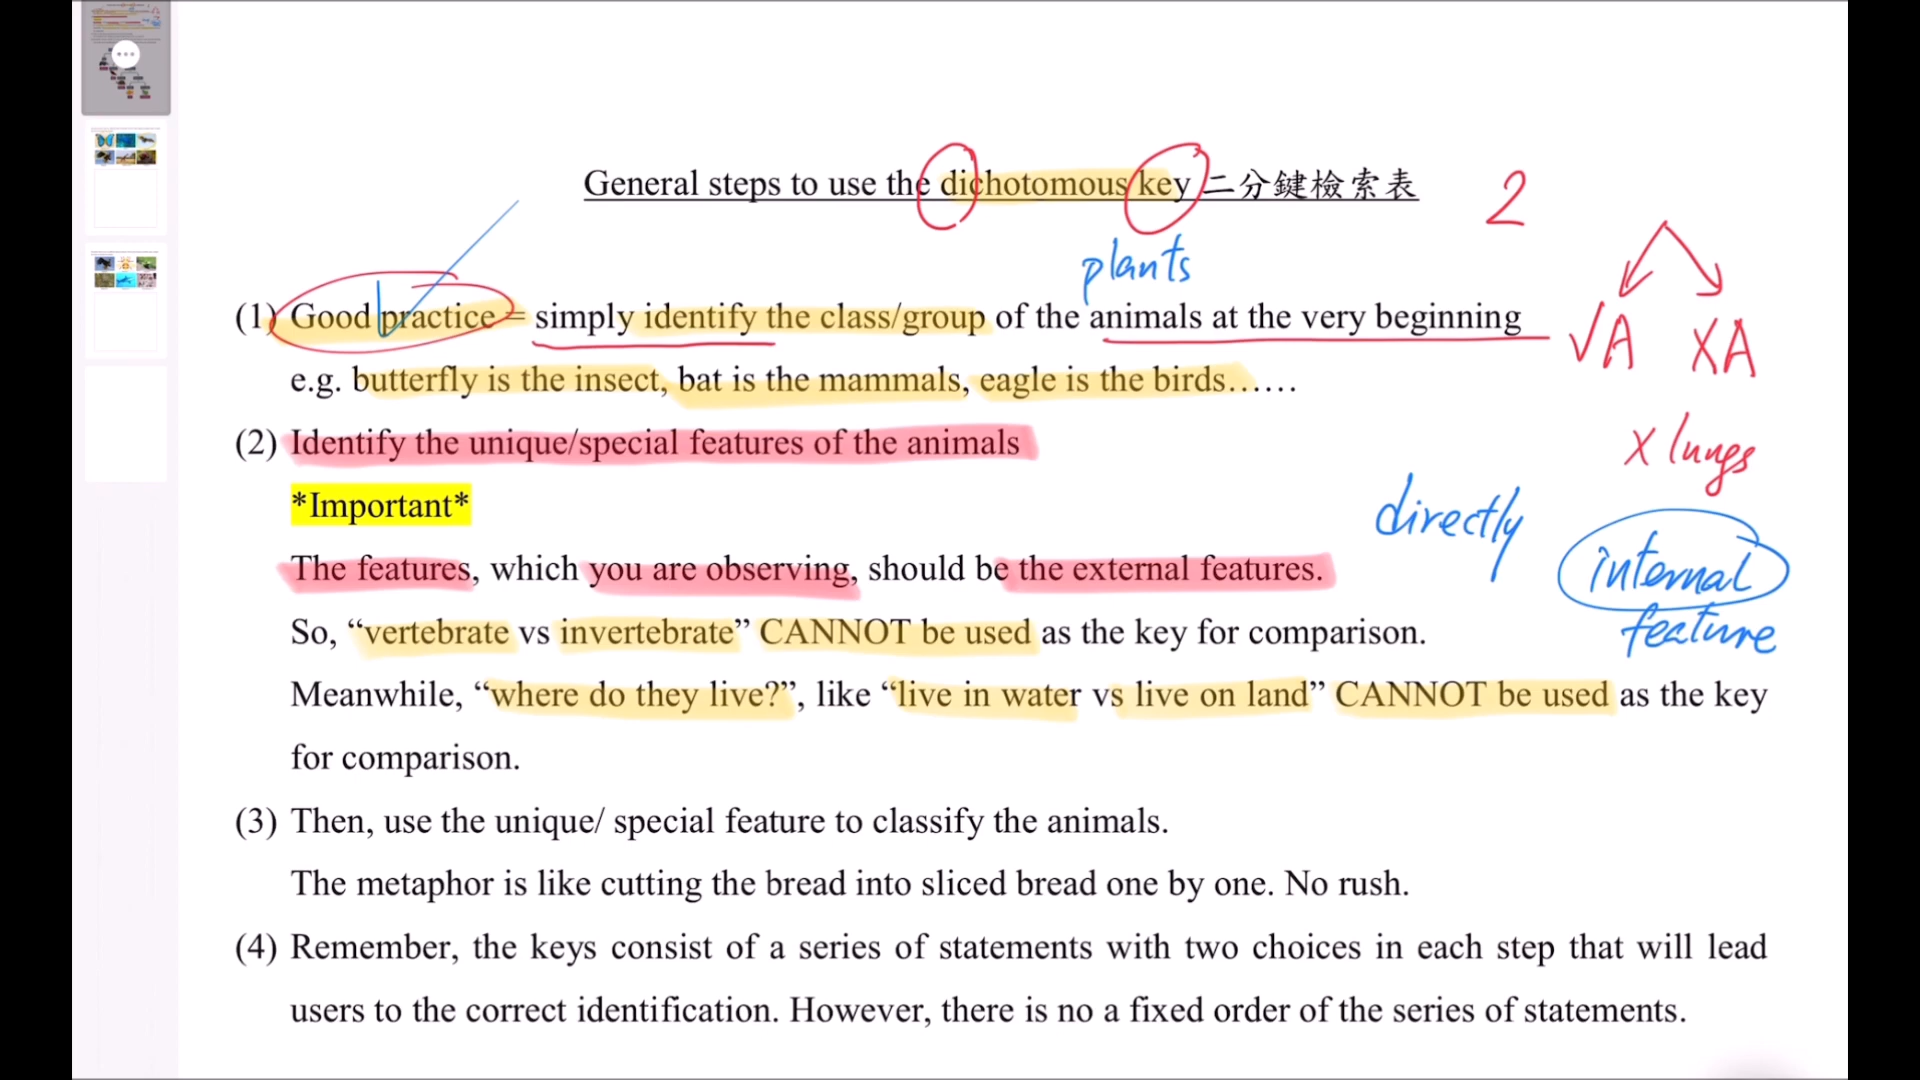 General steps to use the dichotomous key 二分鍵檢索表
2
plants
(1) Good practice = simply identify the class/group of the animals at the very beginning
√A XA
e.g. butterfly is the insect, bat is the mammals, eagle is the birds……
(2) Identify the unique/special features of the animals
X lungs
*Important*
directly
The features, which you are observing, should be the external features.
internal
feature
So, “vertebrate vs invertebrate” CANNOT be used as the key for comparison.
Meanwhile, “where do they live?”, like “live in water vs live on land” CANNOT be used as the key
for comparison.
(3) Then, use the unique/ special feature to classify the animals.
The metaphor is like cutting the bread into sliced bread one by one. No rush.
(4) Remember, the keys consist of a series of statements with two choices in each step that will lead
users to the correct identification. However, there is no a fixed order of the series of statements.